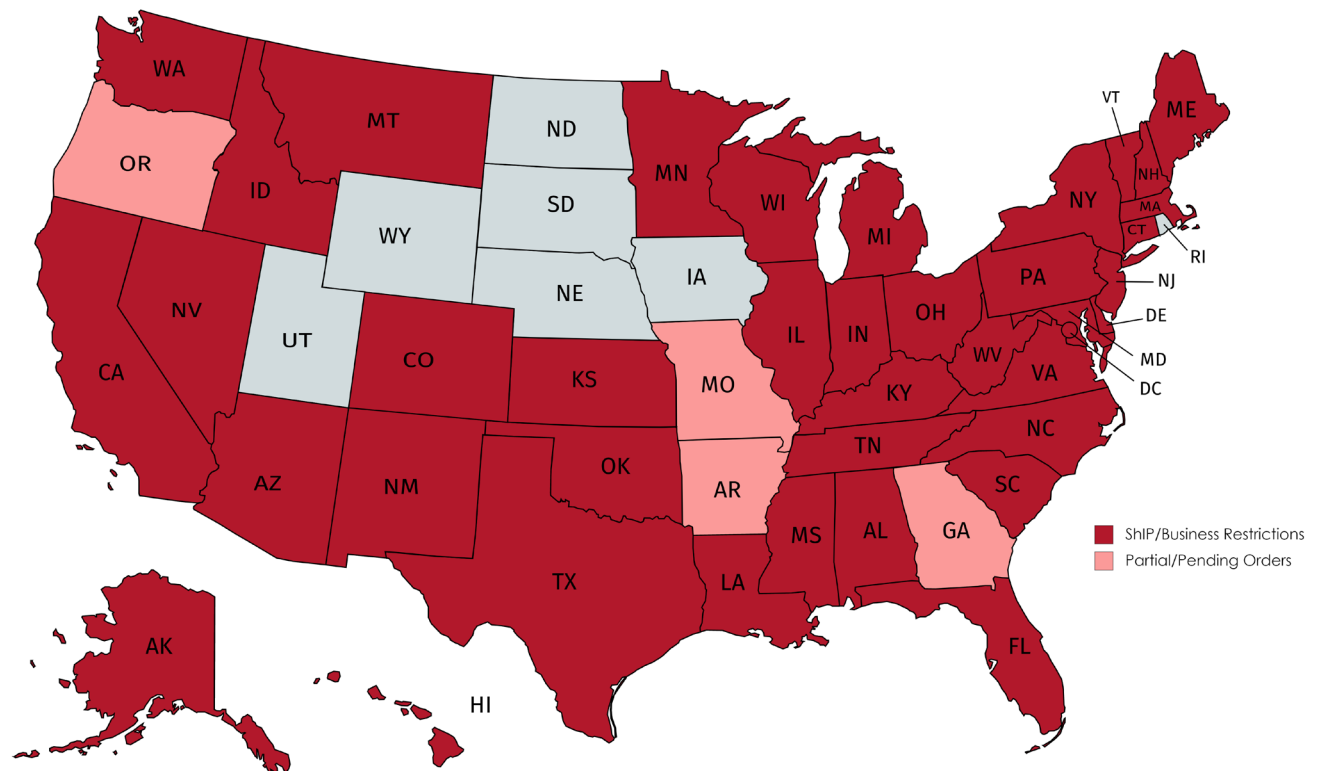 WA
MT
ND
MN
ME
VT
OR
ID
SD
WI
NH
NY
MA
WY
MI
CT
RI
IA
PA
NJ
NE
NV
UT
OH
DE
IL
IN
CO
WV
MD
CA
KS
MO
VA
DC
KY
NC
TN
AZ
NM
OK
AR
SC
GA
MS
AL
ShIP/Business Restrictions
Partial/Pending Orders
TX
LA
AK
FL
HI